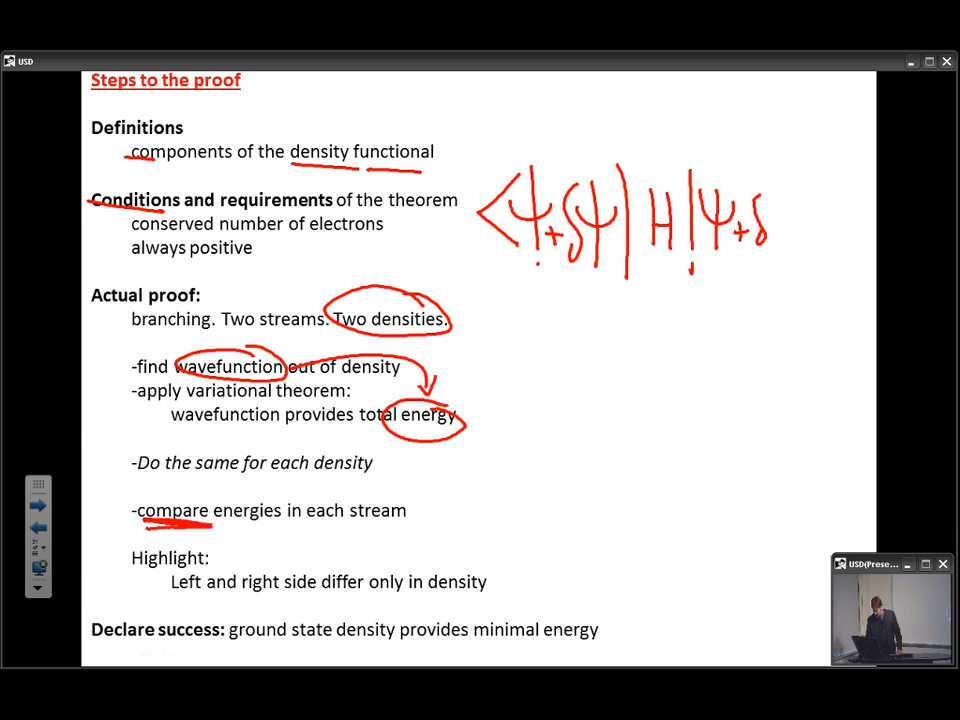 USD
Steps to the proof
Definitions
components of the density functional
Conditions and requirements of the theorem
conserved number of electrons
always positive
<Ψ+δΨ|H|Ψ+δ
Actual proof:
branching. Two streams. Two densities.
-find wavefunction out of density
-apply variational theorem:
wavefunction provides total energy
-Do the same for each density
-compare energies in each stream
Highlight:
Left and right side differ only in density
Declare success: ground state density provides minimal energy
USD(Prese...